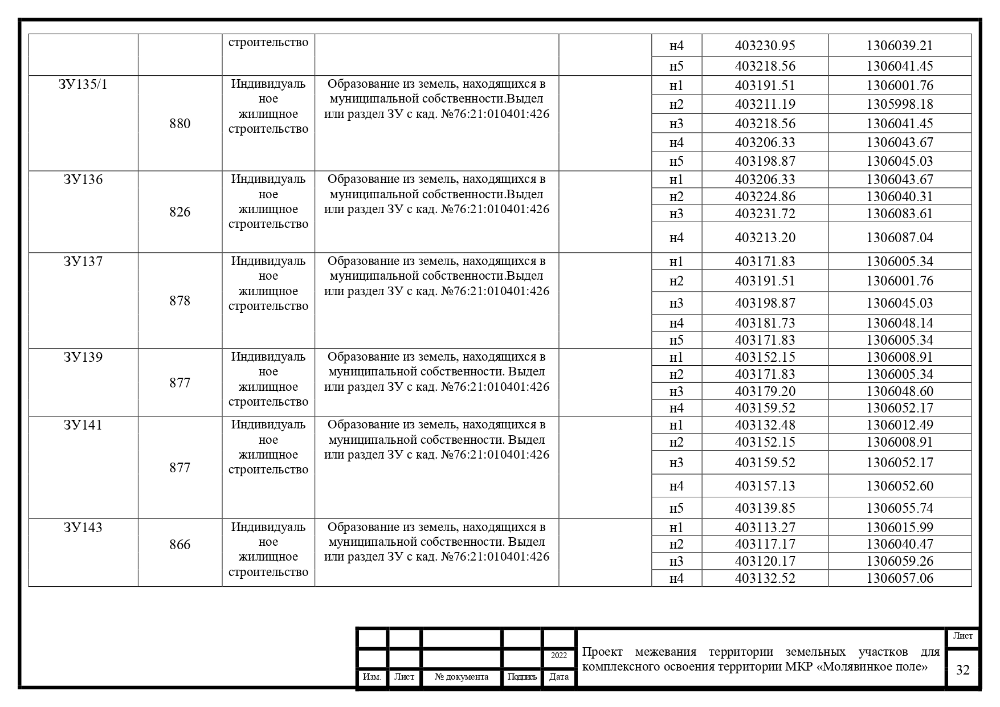 строительство
н4 403230.95 1306039.21
н5 403218.56 1306041.45
ЗУ135/1
880
Индивидуаль
ное
жилищное
строительство
Образование из земель, находящихся в
муниципальной собственности.Выдел
или раздел ЗУ с кад. №76:21:010401:426
н1 403191.51 1306001.76
н2 403211.19 1305998.18
н3 403218.56 1306041.45
н4 403206.33 1306043.67
н5 403198.87 1306045.03
ЗУ136
826
Индивидуаль
ное
жилищное
строительство
Образование из земель, находящихся в
муниципальной собственности.Выдел
или раздел ЗУ с кад. №76:21:010401:426
н1 403206.33 1306043.67
н2 403224.86 1306040.31
н3 403231.72 1306083.61
н4 403213.20 1306087.04
ЗУ137
878
Индивидуаль
ное
жилищное
строительство
Образование из земель, находящихся в
муниципальной собственности.Выдел
или раздел ЗУ с кад. №76:21:010401:426
н1 403171.83 1306005.34
н2 403191.51 1306001.76
н3 403198.87 1306045.03
н4 403181.73 1306048.14
н5 403171.83 1306005.34
ЗУ139
877
Индивидуаль
ное
жилищное
строительство
Образование из земель, находящихся в
муниципальной собственности. Выдел
или раздел ЗУ с кад. №76:21:010401:426
н1 403152.15 1306008.91
н2 403171.83 1306005.34
н3 403179.20 1306048.60
н4 403159.52 1306052.17
ЗУ141
877
Индивидуаль
ное
жилищное
строительство
Образование из земель, находящихся в
муниципальной собственности. Выдел
или раздел ЗУ с кад. №76:21:010401:426
н1 403132.48 1306012.49
н2 403152.15 1306008.91
н3 403159.52 1306052.17
н4 403157.13 1306052.60
н5 403139.85 1306055.74
ЗУ143
866
Индивидуаль
ное
жилищное
строительство
Образование из земель, находящихся в
муниципальной собственности. Выдел
или раздел ЗУ с кад. №76:21:010401:426
н1 403113.27 1306015.99
н2 403117.17 1306040.47
н3 403120.17 1306059.26
н4 403132.52 1306057.06
2022
Изм. Лист № документа Подпись Дата
Проект межевания территории земельных участков для
комплексного освоения территории МКР «Молявинкое поле»
Лист
32